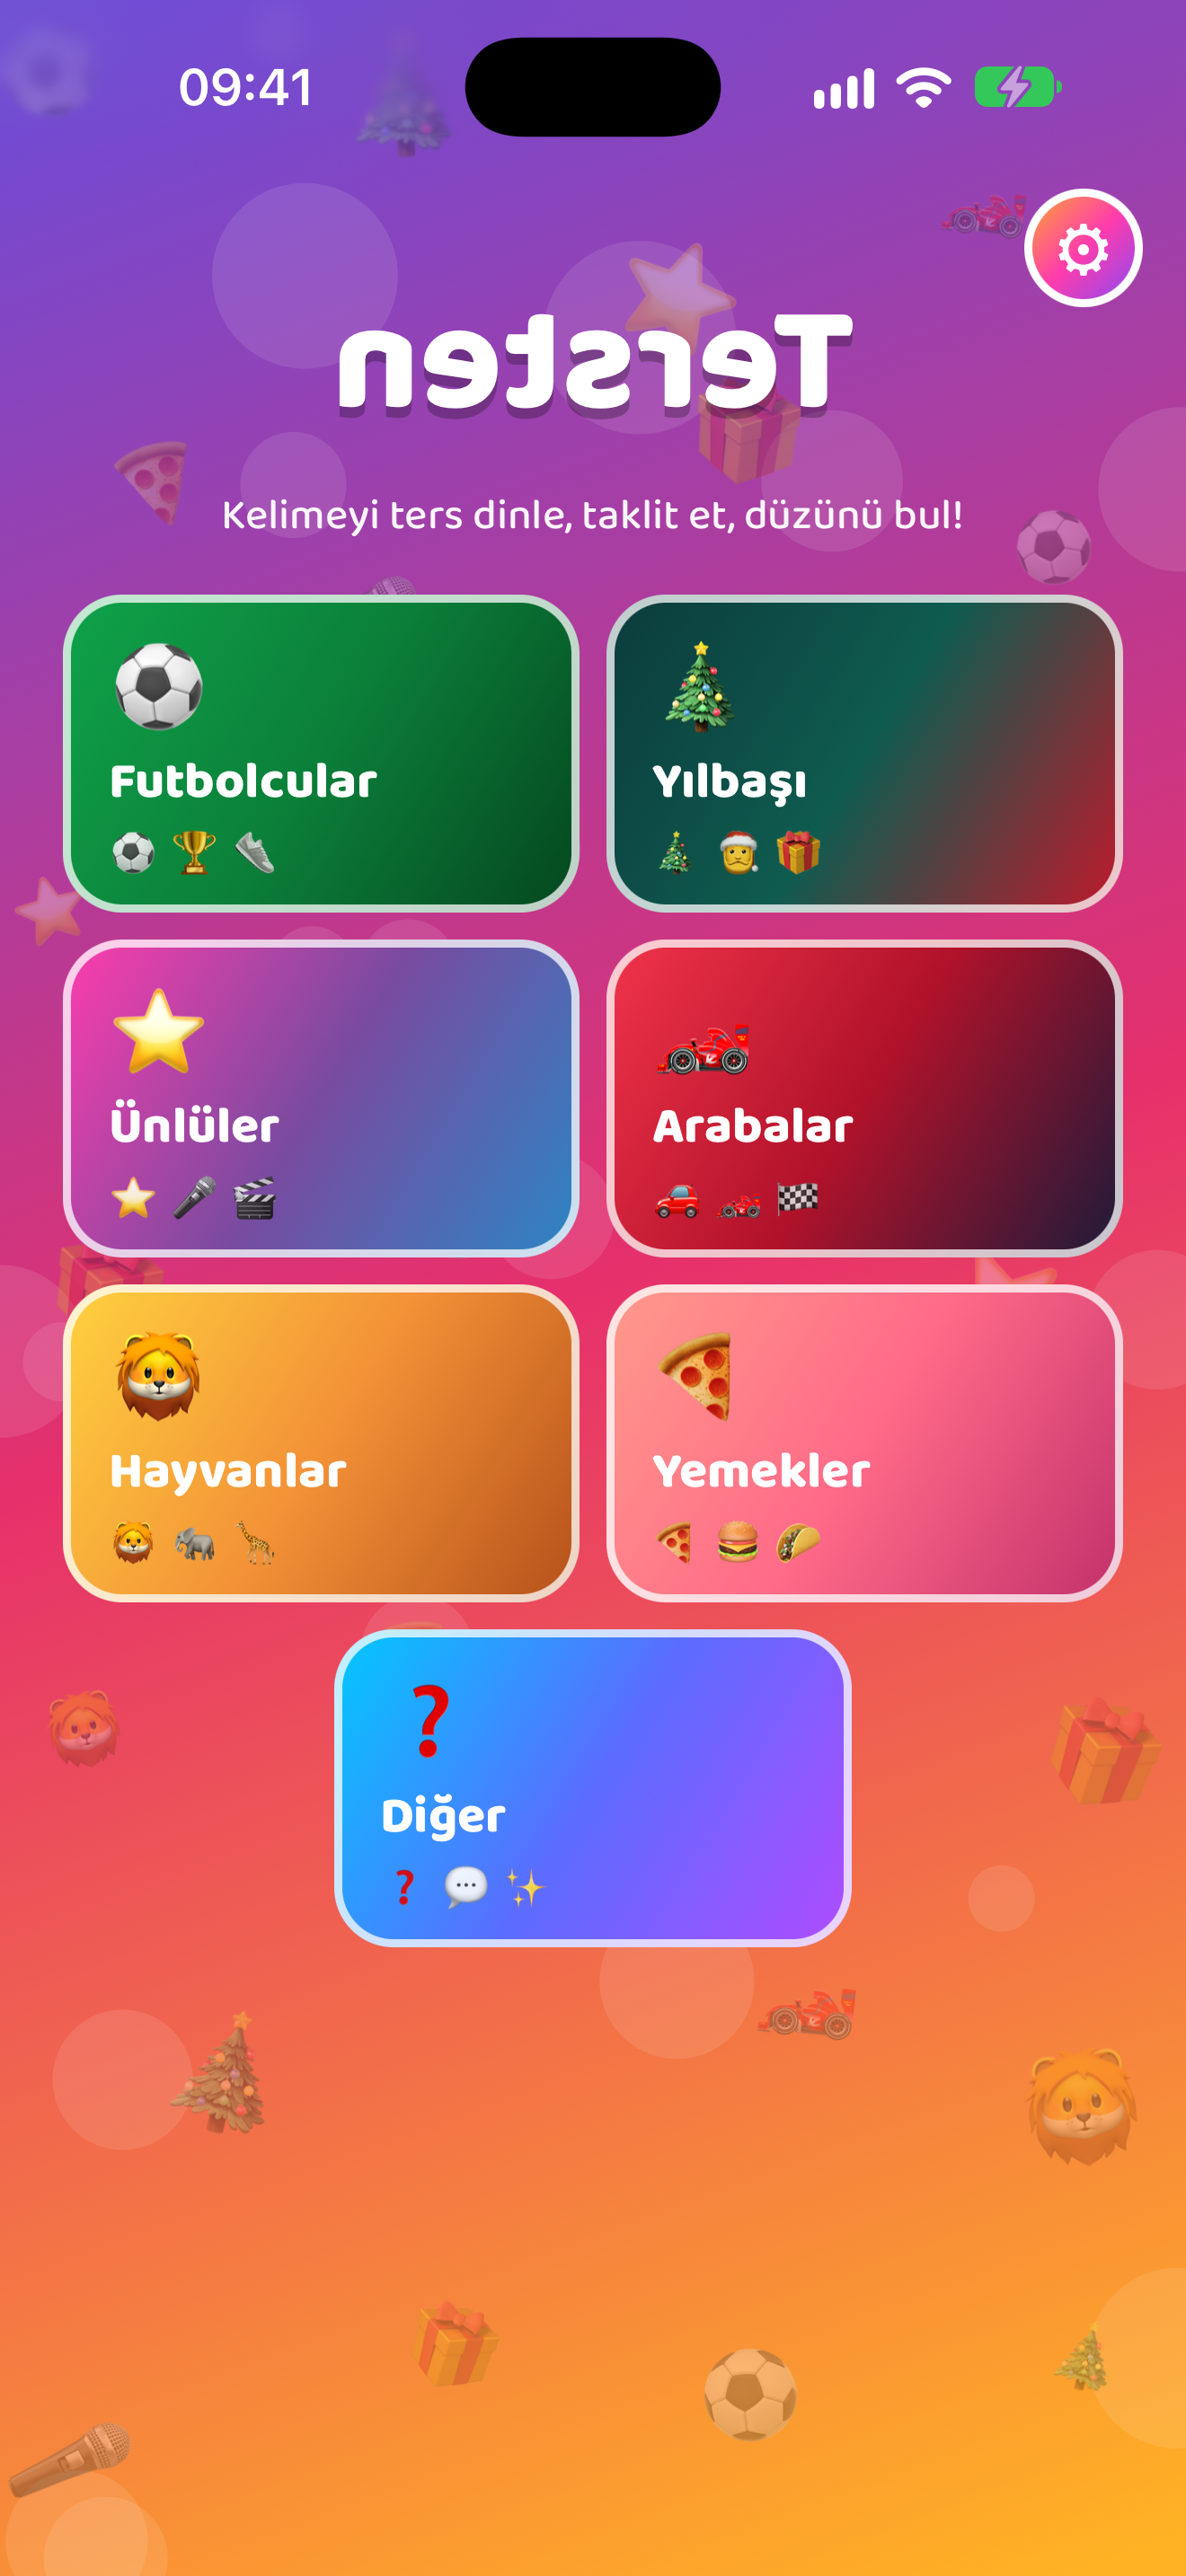 09:41
Tersten
Kelimeyi ters dinle, taklit et, düzünü bul!
Futbolcular
Yılbaşı
Ünlüler
Arabalar
Hayvanlar
Yemekler
Diğer